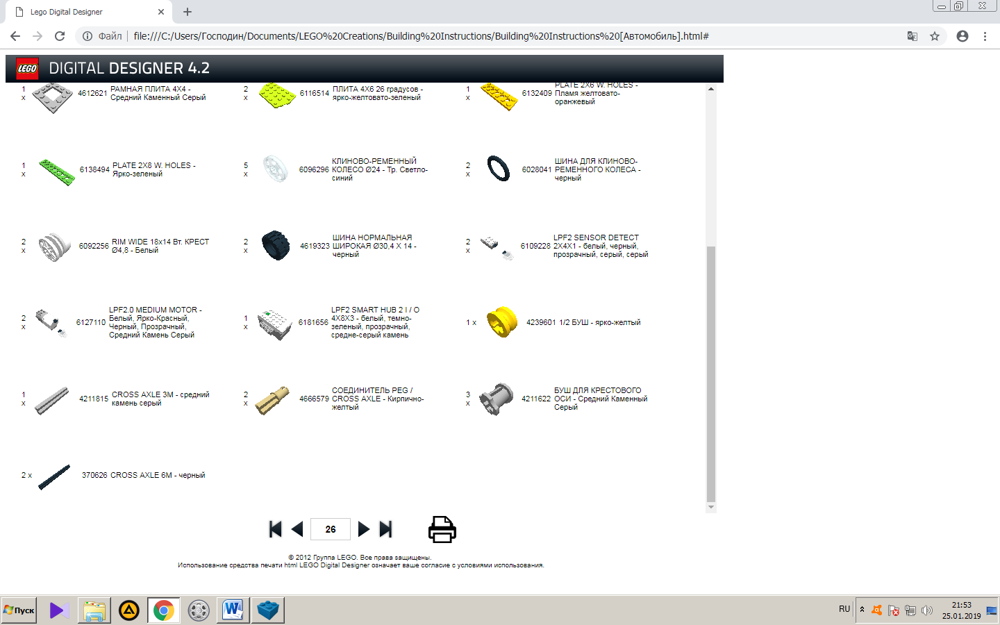 Lego Digital Designer
Файл
file:///C:/Users/Господин/Documents/LEGO%20Creations/Building%20Instructions/Building%20Instructions%20[Автомобиль].html#
LEGO DIGITAL DESIGNER 4.2
1 x
4612621
РАМНАЯ ПЛИТА 4X4 -
Средний Каменный Серый
2 x
6116514
ПЛИТА 4X6 26 градусов -
ярко-желтовато-зеленый
1 x
6132409
PLATE 2X6 W. HOLES -
Пламя желтовато-
оранжевый
1 x
6138494
PLATE 2X8 W. HOLES -
Ярко-зеленый
5 x
6096296
КЛИНОВО-РЕМЕННЫЙ
КОЛЕСО Ø24 - Тр. Светло-
синий
2 x
6028041
ШИНА ДЛЯ КЛИНОВО-
РЕМЕННОГО КОЛЕСА -
черный
2 x
6092256
RIM WIDE 18x14 Вт. КРЕСТ
Ø4,8 - Белый
2 x
4619323
ШИНА НОРМАЛЬНАЯ
ШИРОКАЯ Ø30,4 X 14 -
черный
2 x
6109228
LPF2 SENSOR DETECT
2X4X1 - белый, черный,
прозрачный, серый, серый
2 x
6127110
LPF2.0 MEDIUM MOTOR -
Белый, Ярко-Красный,
Черный, Прозрачный,
Средний Камень Серый
1 x
6181656
LPF2 SMART HUB 2 I / O
4X8X3 - белый, темно-
зеленый, прозрачный,
средне-серый камень
1 x
4239601
1/2 БУШ - ярко-желтый
1 x
4211815
CROSS AXLE 3M - средний
камень серый
2 x
4666579
СОЕДИНИТЕЛЬ PEG /
CROSS AXLE - Кирпично-
желтый
3 x
4211622
БУШ ДЛЯ КРЕСТОВОГО
ОСИ - Средний Каменный
Серый
2 x
370626
CROSS AXLE 6M - черный
26
© 2012 Группа LEGO. Все права защищены.
Использование средства печати html LEGO Digital Designer означает ваше согласие с условиями использования.
Пуск
RU
21:53
25.01.2019